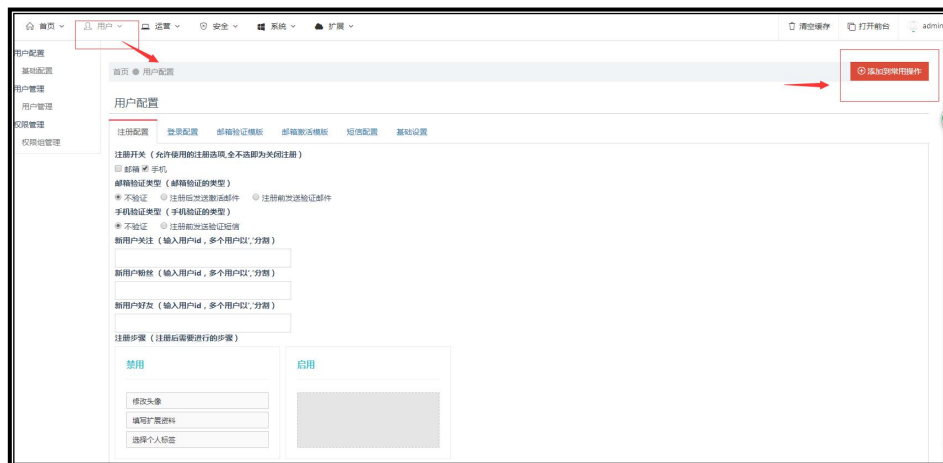 首页 用户 运营 安全 系统 扩展 清空缓存 打开前台 admin
用户配置
基础配置
用户管理
用户管理
权限管理
权限组管理
首页 用户配置 添加到常用操作
用户配置
注册配置 登录配置 邮箱验证模版 邮箱激活模版 短信配置 基础设置
注册开关（允许使用的注册选项,全不选即为关闭注册）
邮箱 手机
邮箱验证类型（邮箱验证的类型）
不验证 注册后发送激活邮件 注册前发送验证邮件
手机验证类型（手机验证的类型）
不验证 注册前发送验证短信
新用户关注（输入用户id，多个用户以','分割）
新用户粉丝（输入用户id，多个用户以','分割）
新用户好友（输入用户id，多个用户以','分割）
注册步骤（注册后需要进行的步骤）
禁用 启用
修改头像
填写扩展资料
选择个人标签